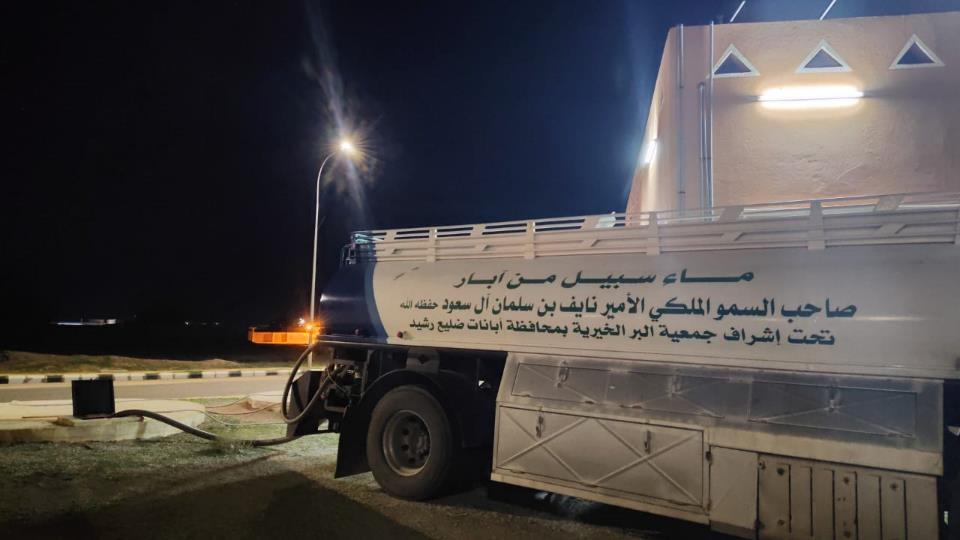 ماء سبيل من آبار
صاحب السمو الملكي الأمير نايف بن سلمان آل سعود حفظه الله
تحت إشراف جمعية البر الخيرية بمحافظة أبانات ضليع رشيد